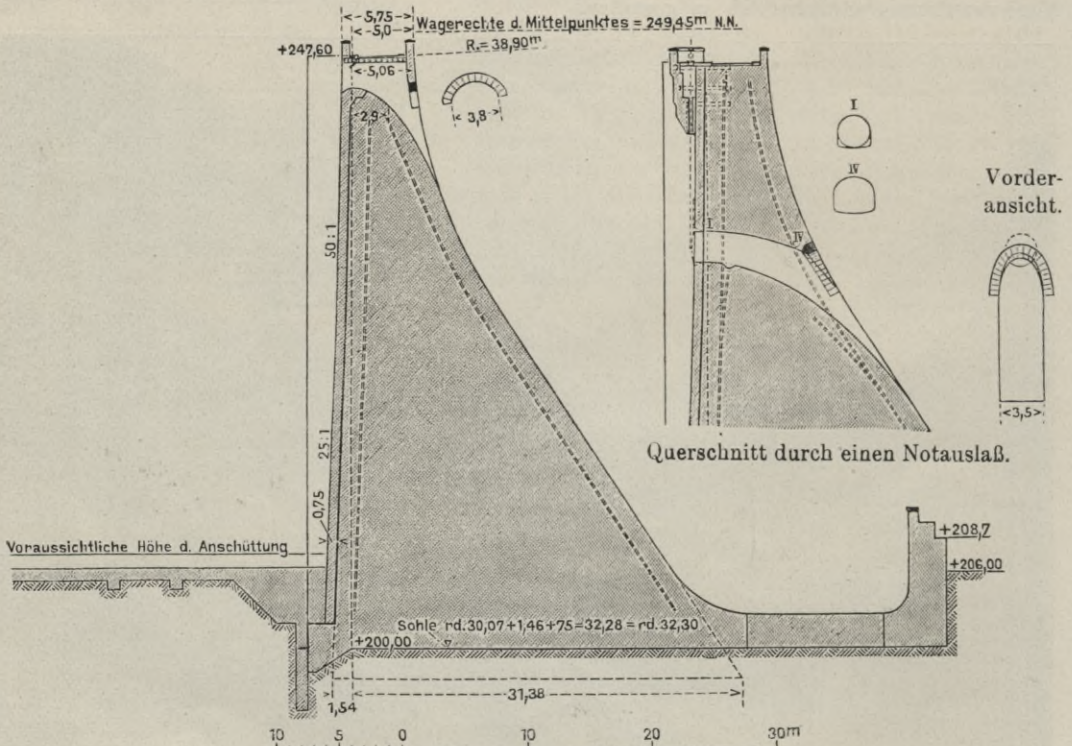 5,75
5,0
Wagerechte d. Mittelpunktes = 249,45m N.N.
R.= 38,90m
+247,60
5,06
3,8
2,9
I
IV
Vorder-
ansicht.
I
IV
50:1
25:1
0,75
3,5
Querschnitt durch einen Notauslaß.
Voraussichtliche Höhe d. Anschüttung
+208,7
+206,00
Sohle rd. 30,07+1,46+75=32,28=rd. 32,30
+200,00
31,38
1,54
10 5 0 10 20 30m